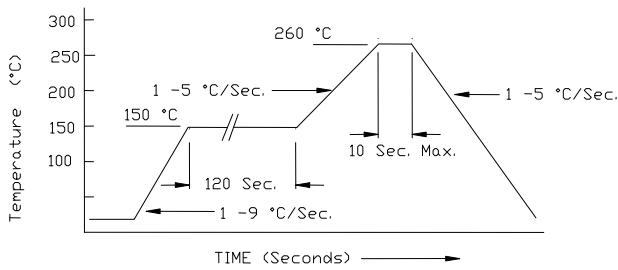 300
260 °C
250
Temperature (°C)
200
1 -5 °C/Sec.
1 -5 °C/Sec.
150 °C
150
10 Sec. Max.
100
120 Sec.
1 -9 °C/Sec.
TIME (Seconds)